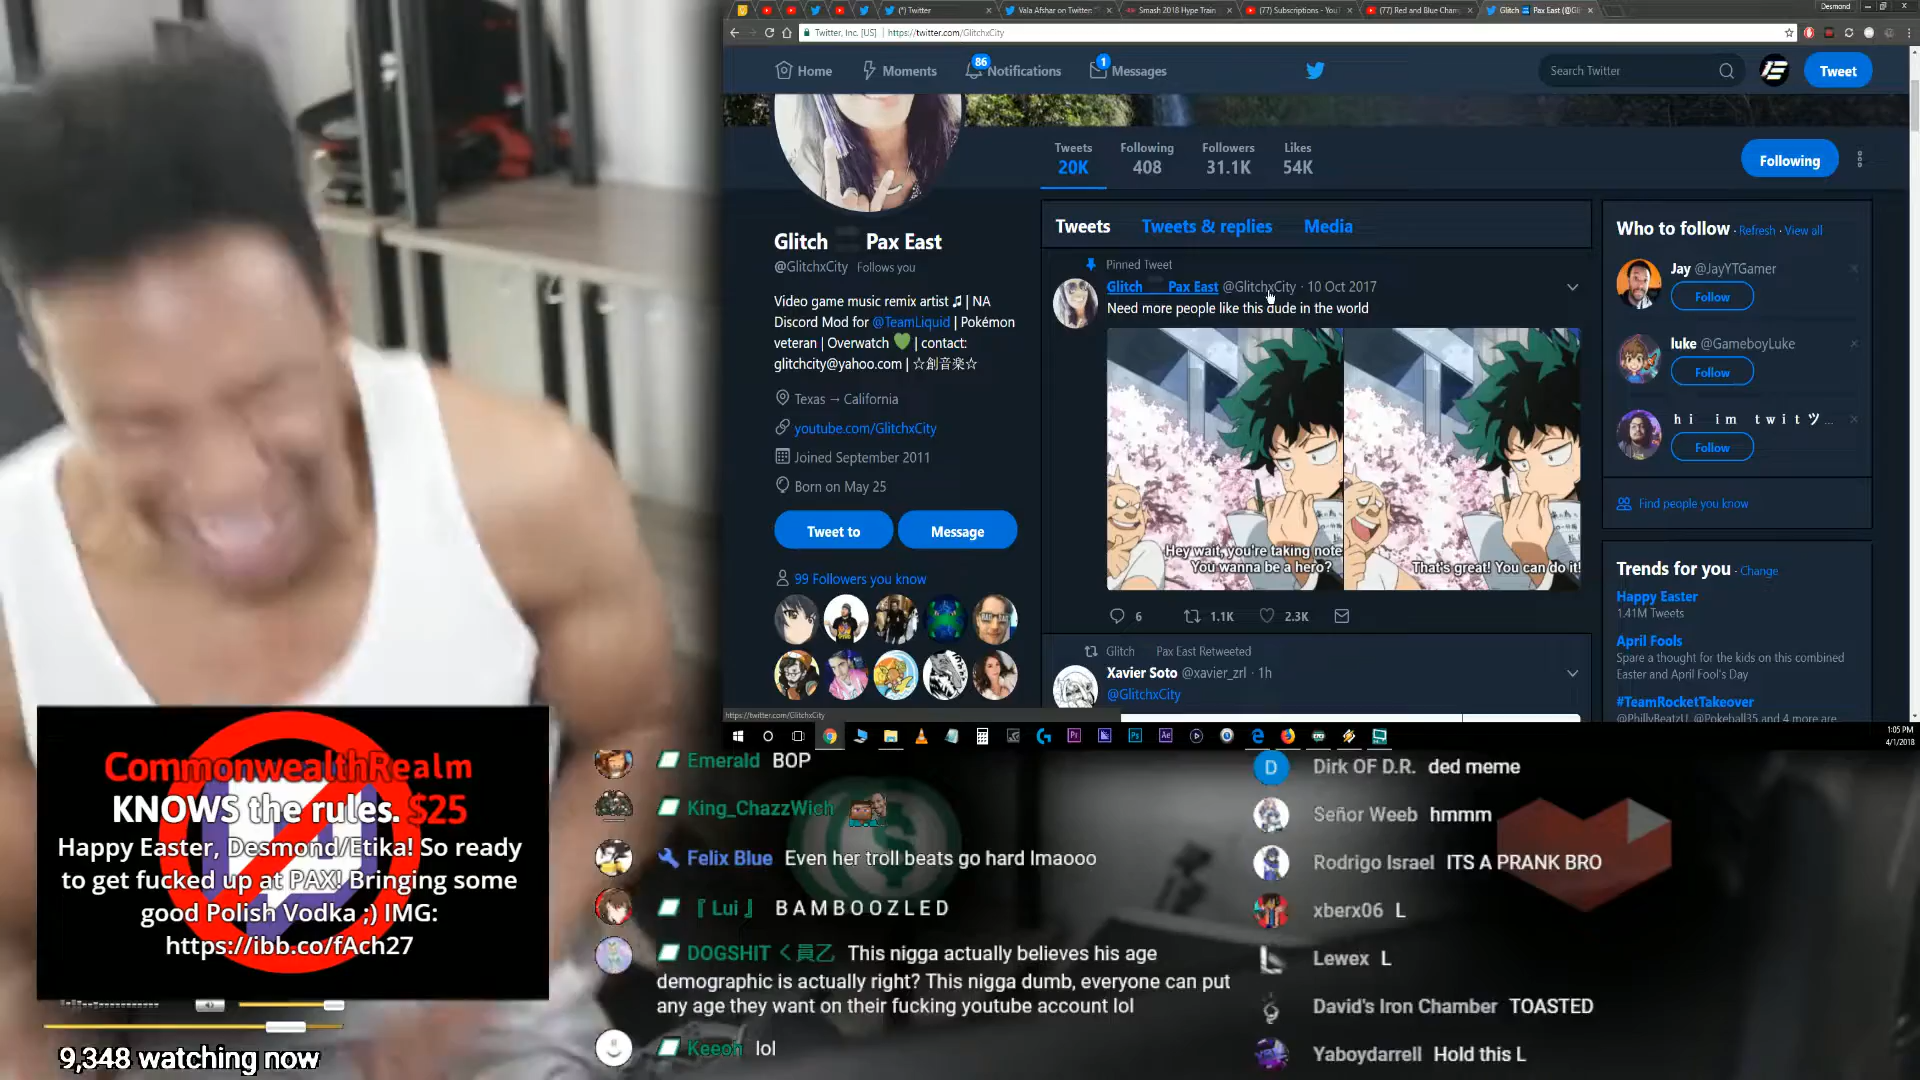 (*) Twitter
Vala Afshar on Twitter:
Smash 2018 Hype Train
(77) Subscriptions - You
(77) Red and Blue Chan
Glitch Pax East (@Gl
Desmond
Twitter, Inc. [US]
https://twitter.com/GlitchxCity
Home
Moments
86
Notifications
1
Messages
Search Twitter
Tweet
Tweets
20K
Following
408
Followers
31.1K
Likes
54K
Following
Glitch Pax East
@GlitchxCity Follows you
Video game music remix artist ♫ | NA
Discord Mod for @TeamLiquid | Pokémon
veteran | Overwatch 💚 | contact:
glitchcity@yahoo.com | ☆創音楽☆
Texas → California
youtube.com/GlitchxCity
Joined September 2011
Born on May 25
Tweet to
Message
99 Followers you know
Tweets
Tweets & replies
Media
Pinned Tweet
Glitch Pax East @GlitchxCity · 10 Oct 2017
Need more people like this dude in the world
Hey wait, you're taking note
You wanna be a hero?
That's great! You can do it!
6
1.1K
2.3K
Glitch Pax East Retweeted
Xavier Soto @xavier_zrl · 1h
@GlitchxCity
Who to follow · Refresh · View all
Jay @JayYTGamer
Follow
luke @GameboyLuke
Follow
hi im twitツ...
Follow
Find people you know
Trends for you · Change
Happy Easter
1.41M Tweets
April Fools
Spare a thought for the kids on this combined
Easter and April Fool's Day
#TeamRocketTakeover
@PhillyBeatzU, @Pokeball35 and 4 more are
https://twitter.com/GlitchxCity
1:05 PM
4/1/2018
CommonwealthRealm
KNOWS the rules. $25
Happy Easter, Desmond/Etika! So ready
to get fucked up at PAX! Bringing some
good Polish Vodka ;) IMG:
https://ibb.co/fAch27
9,348 watching now
Emerald BOP
King_ChazzWich
Felix Blue Even her troll beats go hard lmaooo
『 Lui 』 B A M B O O Z L E D
DOGSHIT く員乙 This nigga actually believes his age
demographic is actually right? This nigga dumb, everyone can put
any age they want on their fucking youtube account lol
Keeoh lol
D
Dirk OF D.R. ded meme
Señor Weeb hmmm
Rodrigo Israel ITS A PRANK BRO
xberx06 L
Lewex L
David's Iron Chamber TOASTED
Yaboydarrell Hold this L